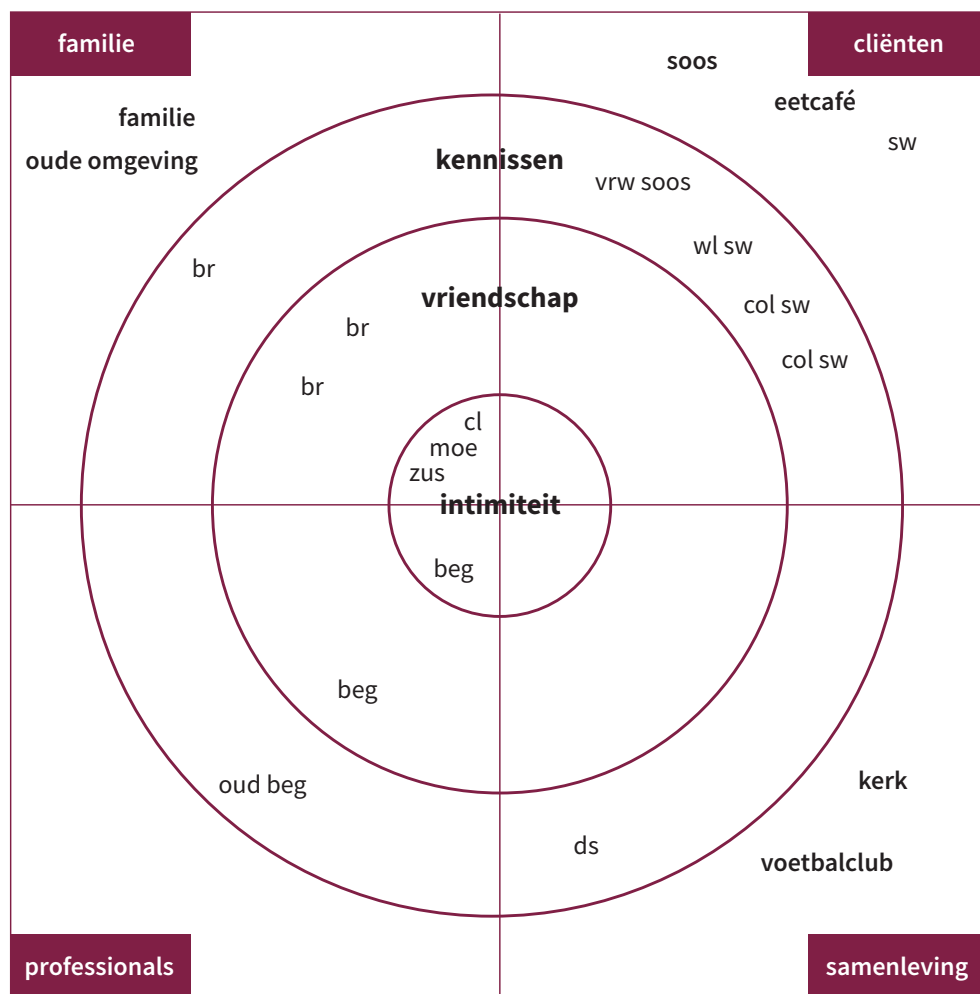 familie
cliënten
soos
eetcafé
familie
sw
oude omgeving
kennissen
vrw soos
wl sw
br
vriendschap
col sw
br
col sw
br
cl
moe
zus
intimiteit
beg
beg
oud beg
kerk
ds
voetbalclub
professionals
samenleving